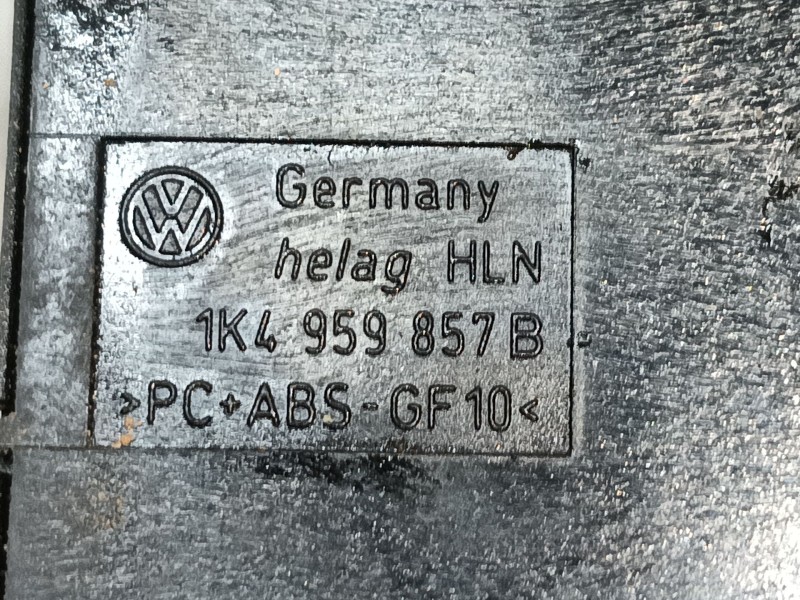 Germany
helag HLN
1K4 959 857 B
>PC+ABS-GF10<